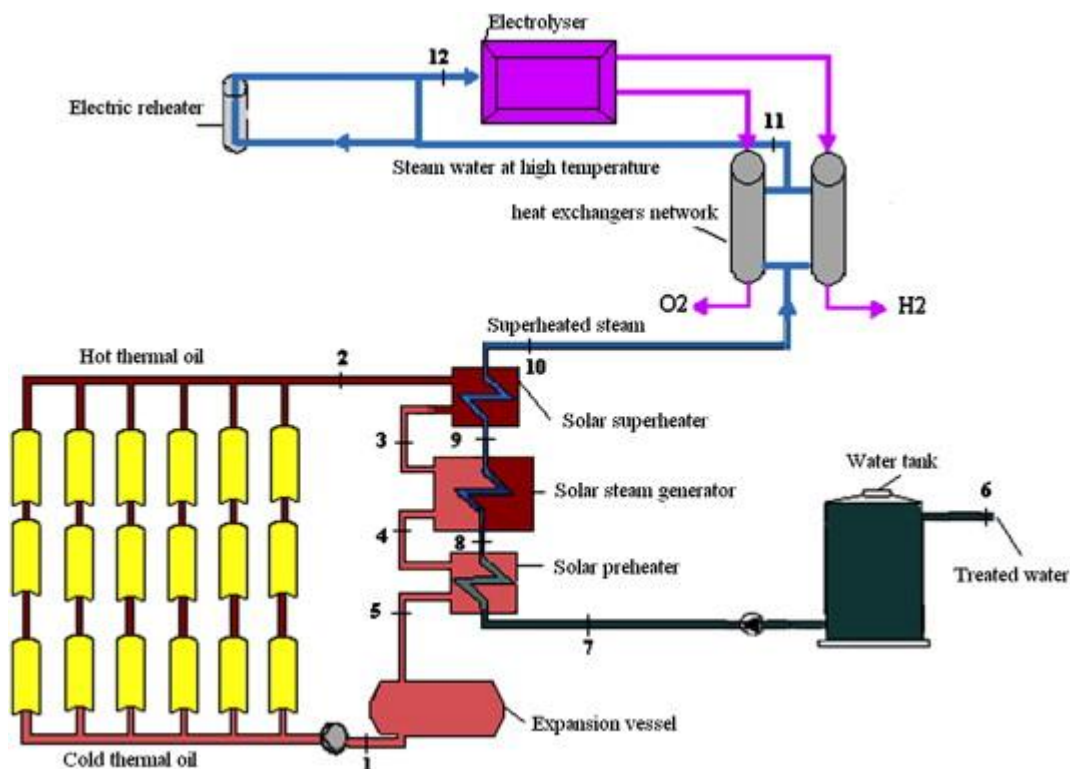 Electrolyser
12
Electric reheater
11
Steam water at high temperature
heat exchangers network
O2
H2
Superheated steam
Hot thermal oil
2
10
Solar superheater
3
9
Water tank
6
Solar steam generator
4
8
Solar preheater
Treated water
5
7
Expansion vessel
Cold thermal oil
1